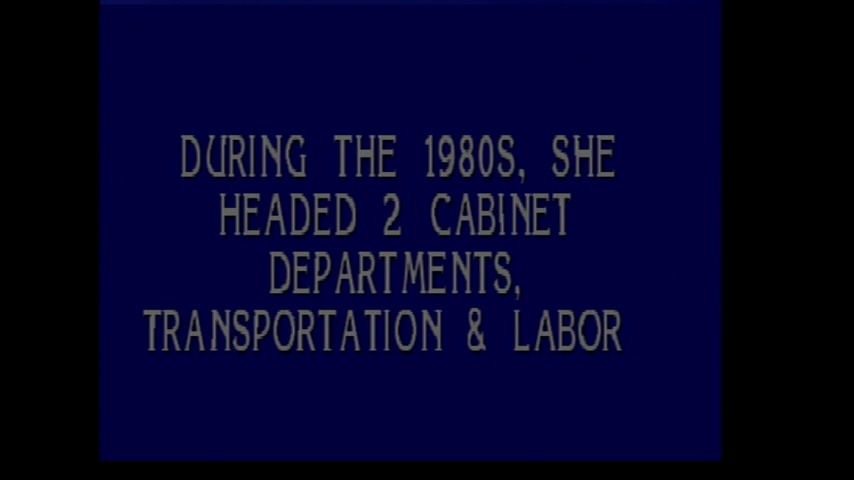 DURING THE 1980S, SHE
HEADED 2 CABINET
DEPARTMENTS,
TRANSPORTATION & LABOR